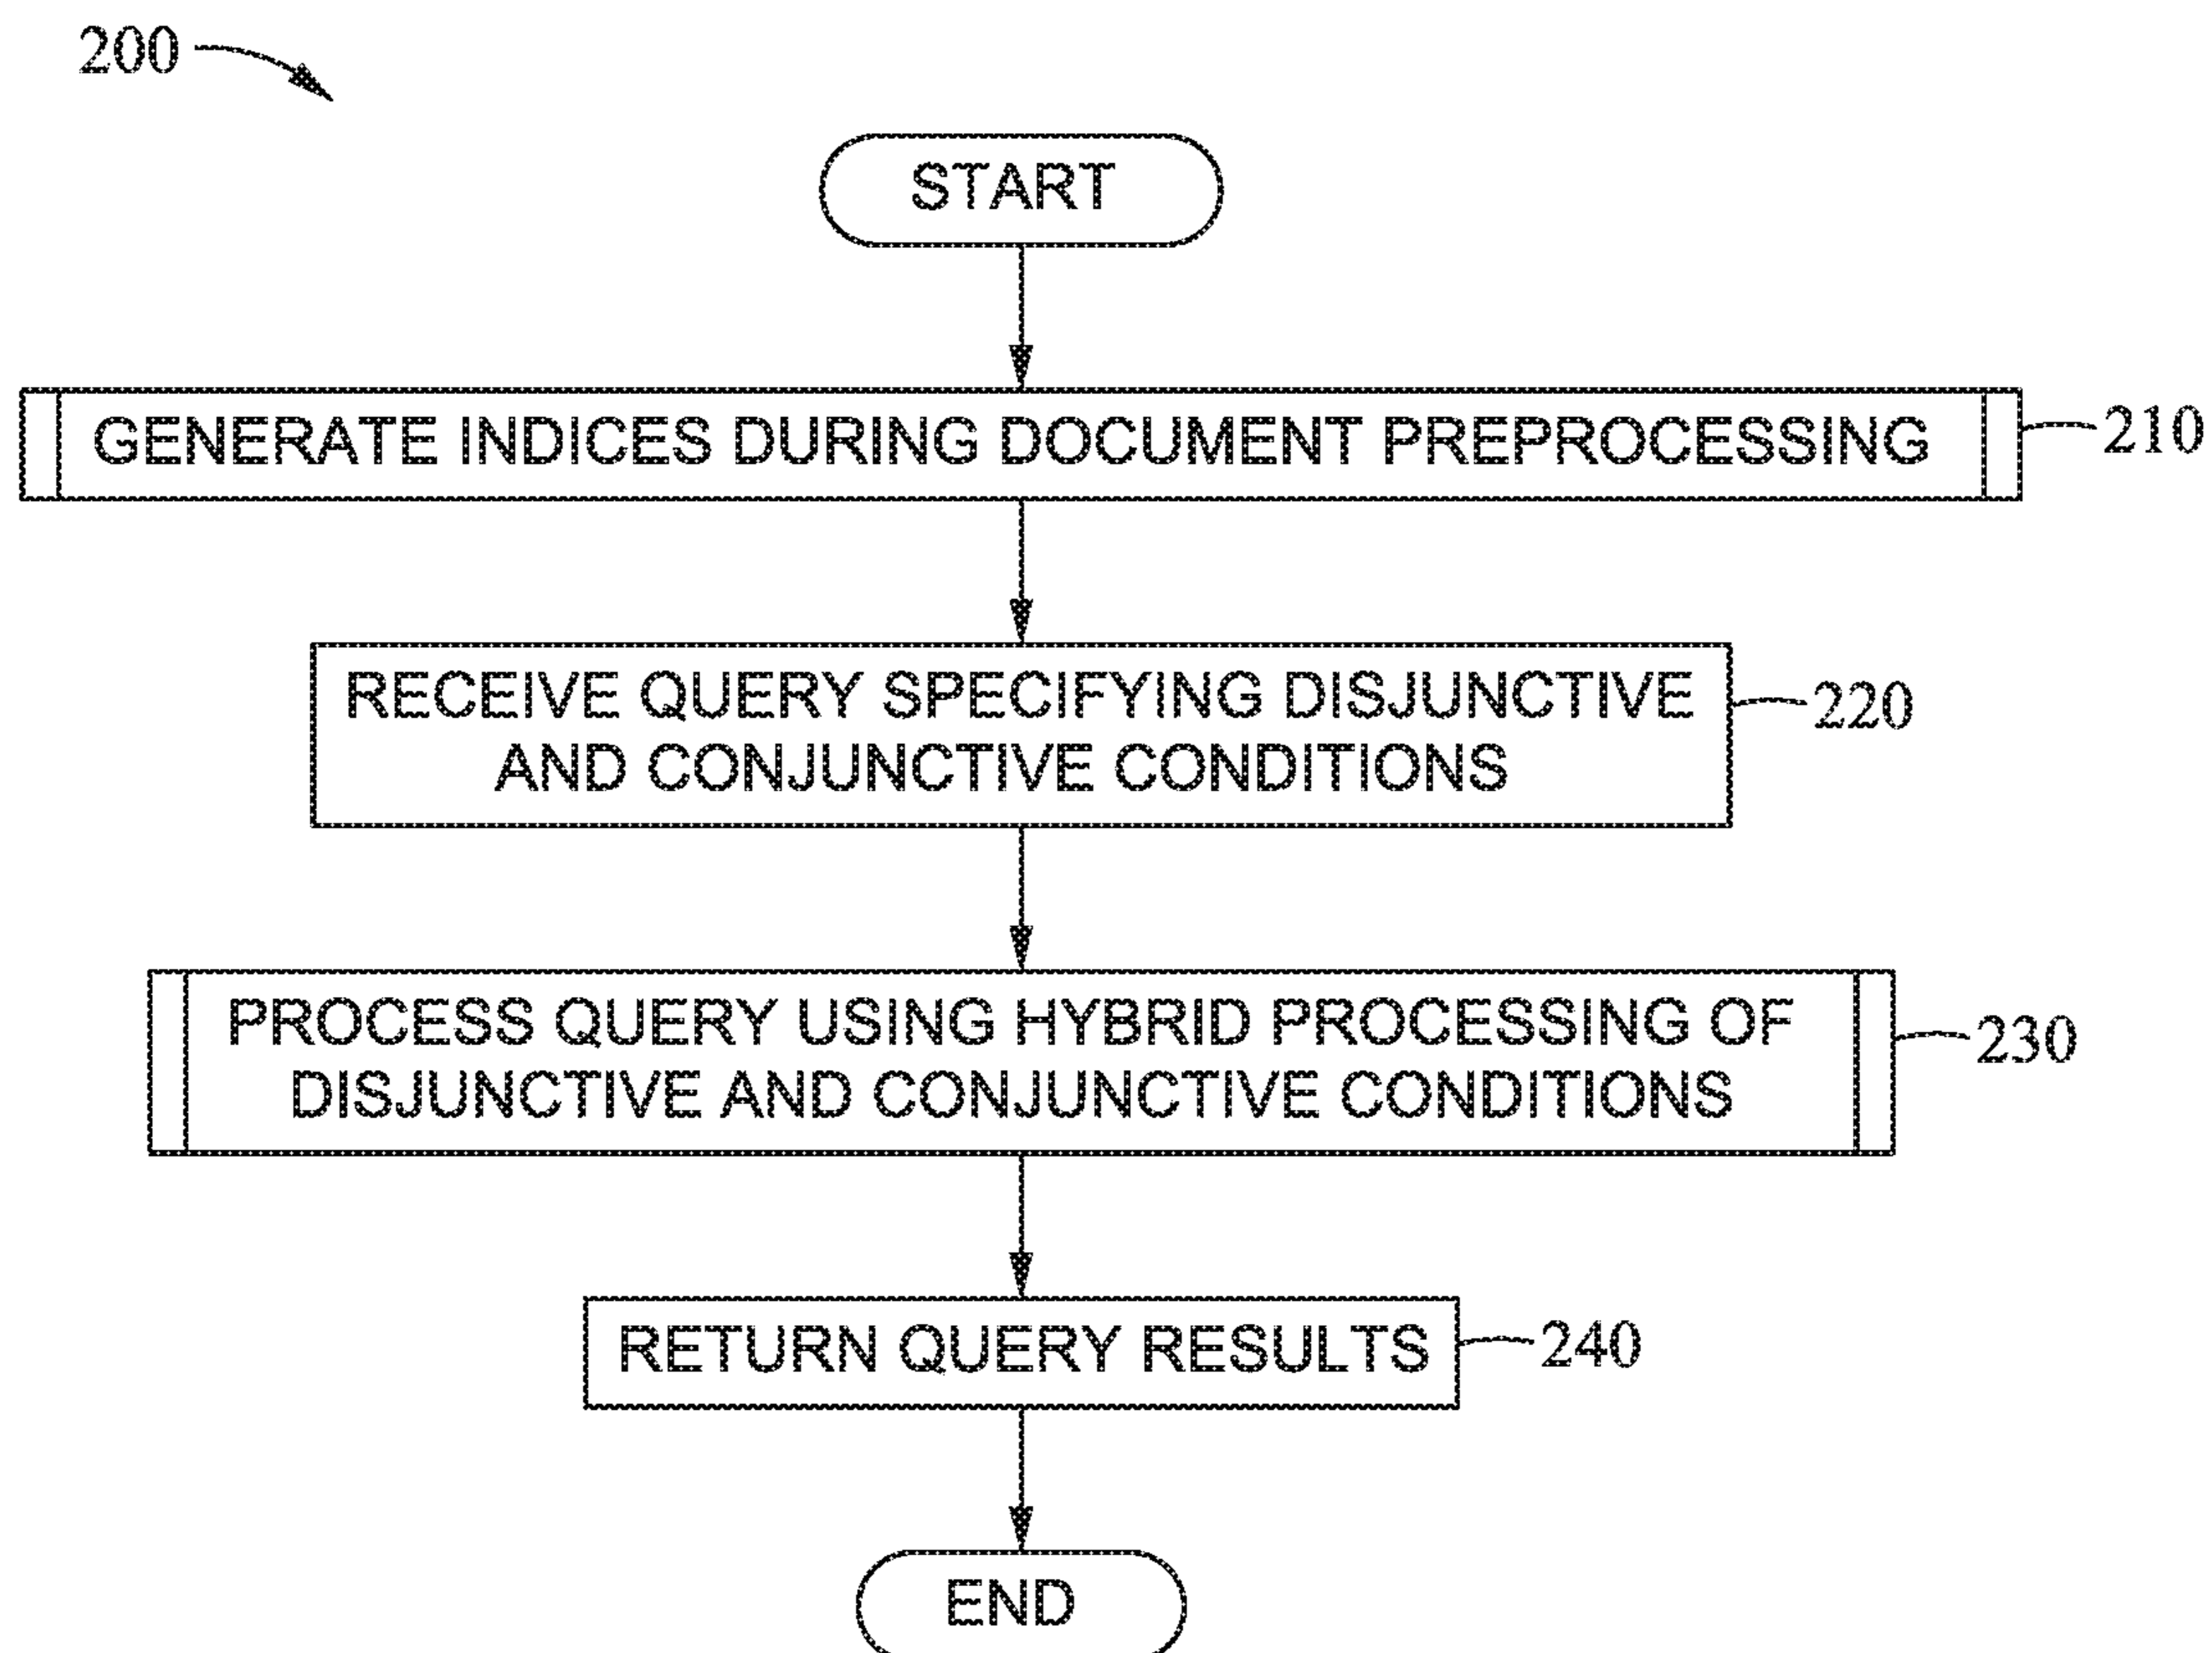 200
START
GENERATE INDICES DURING DOCUMENT PREPROCESSING
210
RECEIVE QUERY SPECIFYING DISJUNCTIVE
AND CONJUNCTIVE CONDITIONS
220
PROCESS QUERY USING HYBRID PROCESSING OF
DISJUNCTIVE AND CONJUNCTIVE CONDITIONS
230
RETURN QUERY RESULTS
240
END